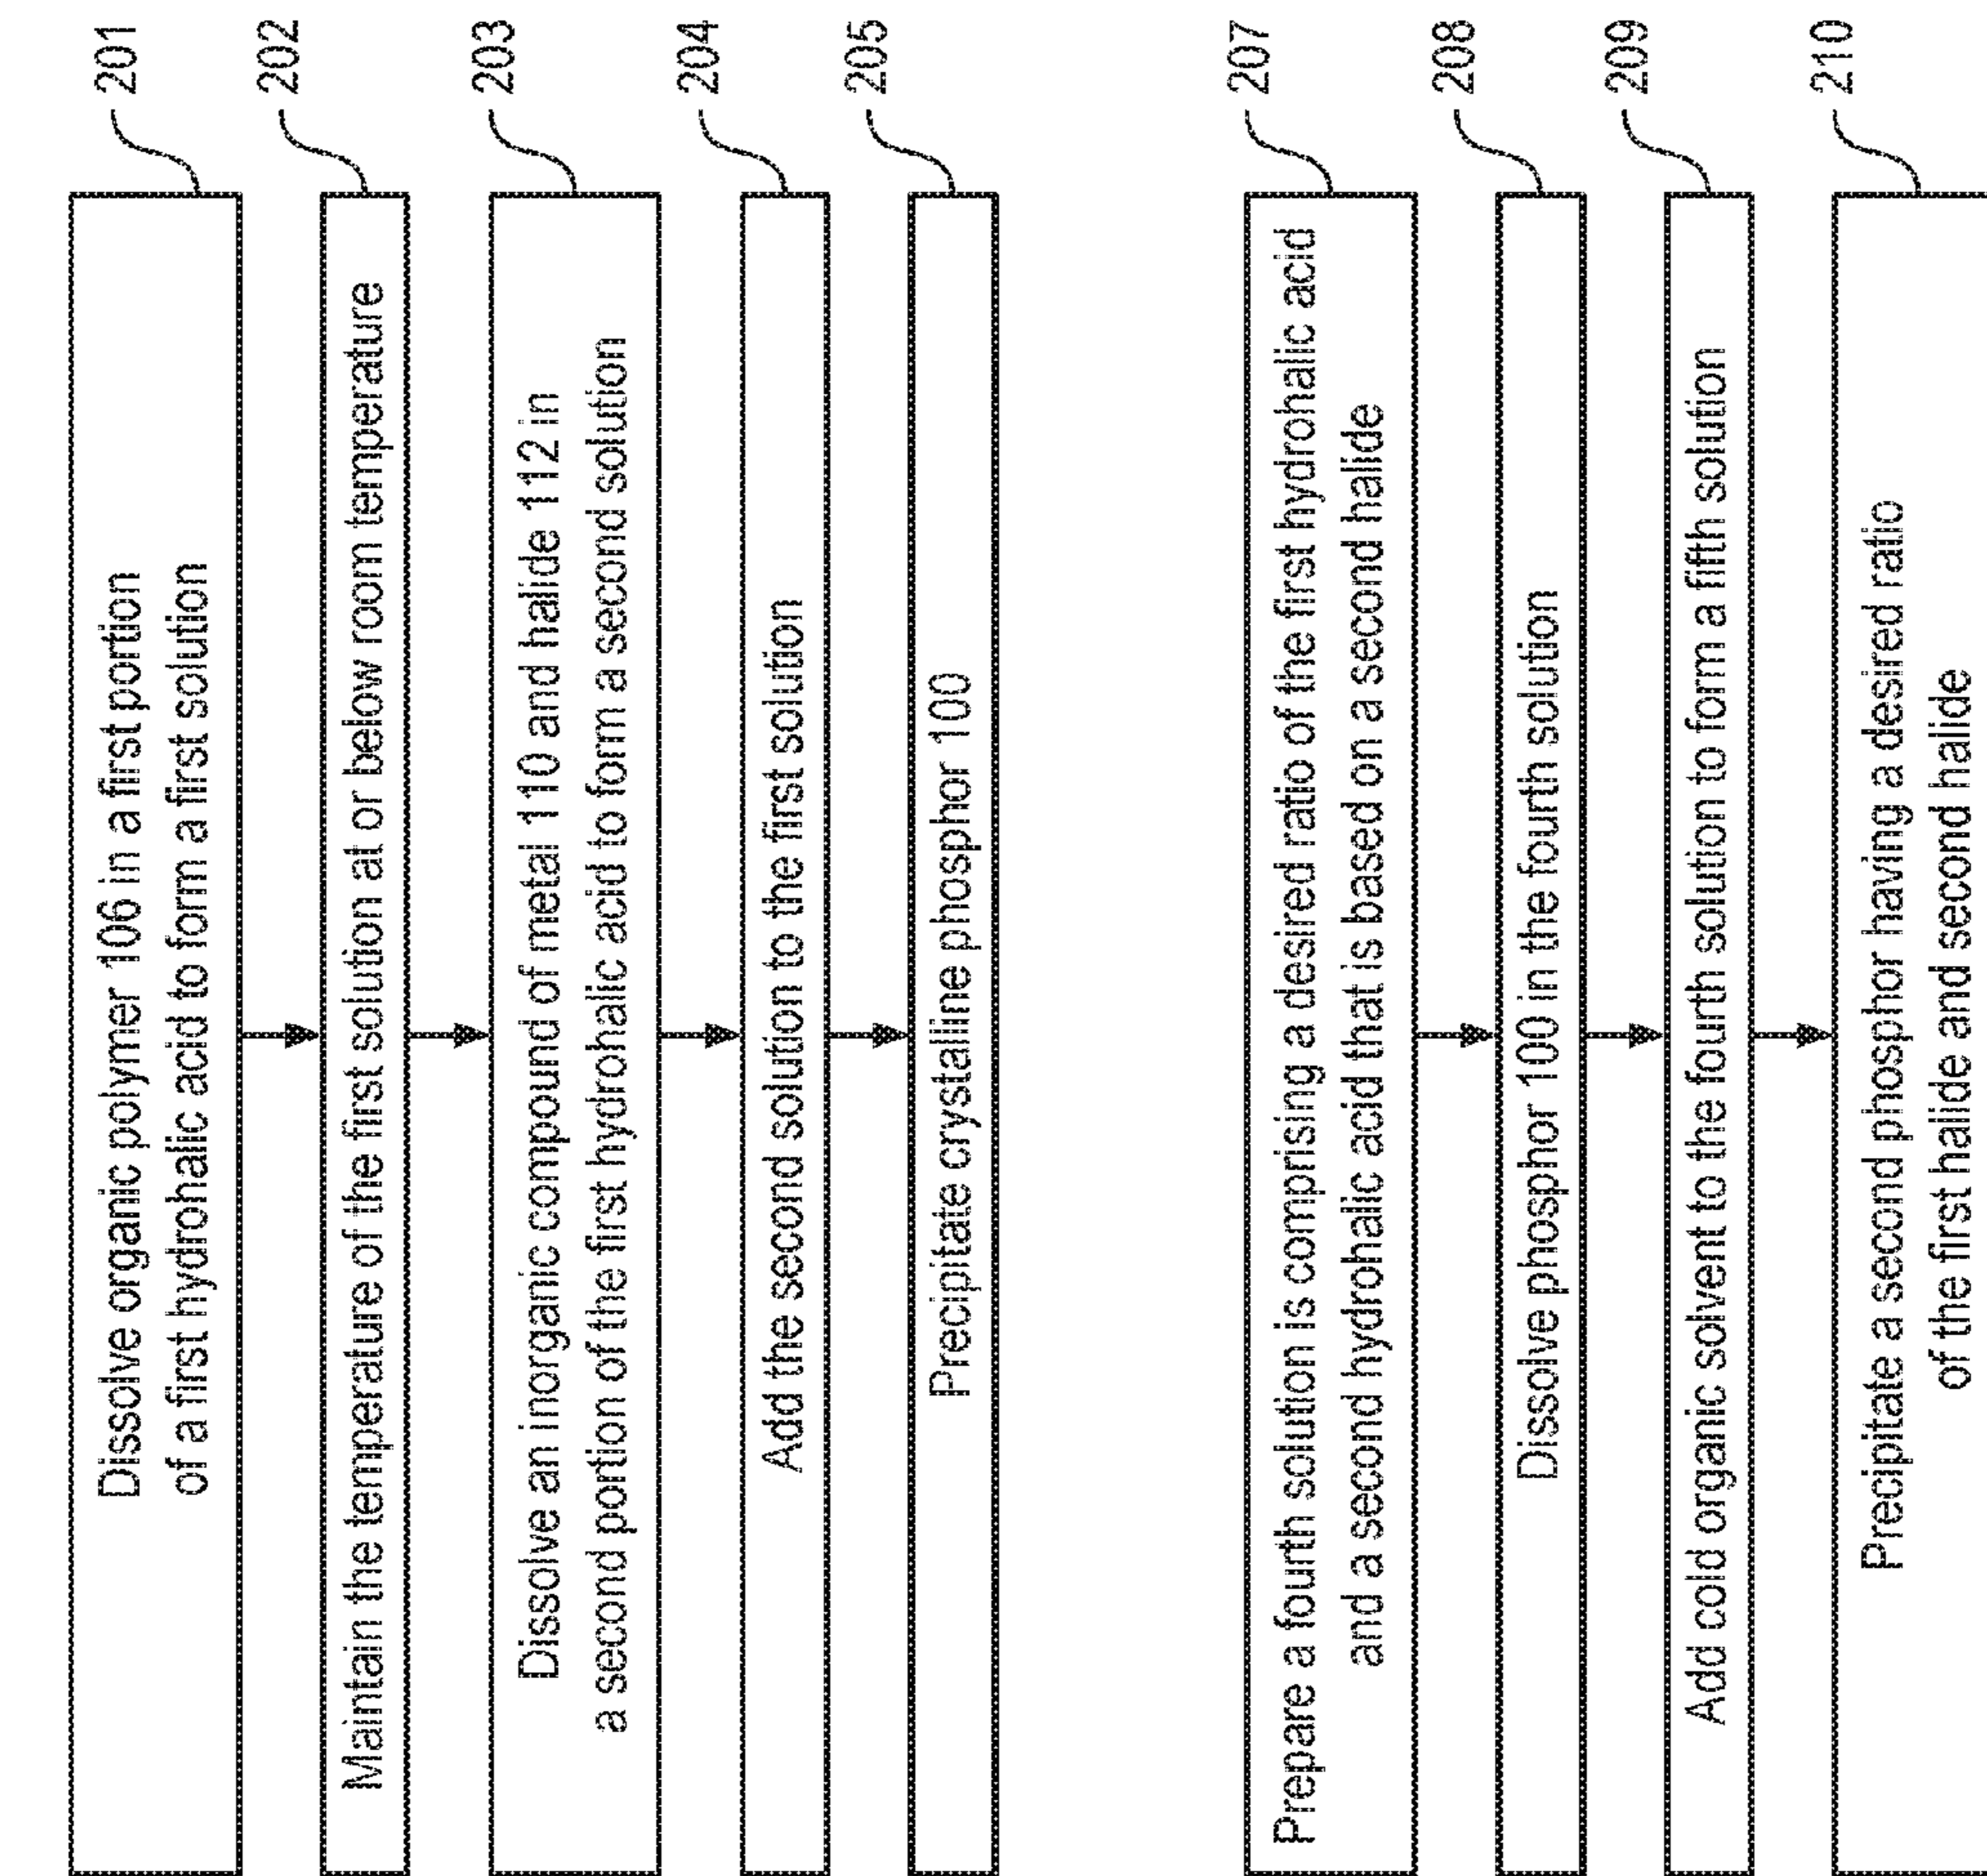 Dissolve organic polymer 106 in a first portion
of a first hydrohalic acid to form a first solution
201
Maintain the temperature of the first solution at or below room temperature
202
Dissolve an inorganic compound of metal 110 and halide 112 in
a second portion of the first hydrohalic acid to form a second solution
203
Add the second solution to the first solution
204
Precipitate crystalline phosphor 100
205
Prepare a fourth solution is comprising a desired ratio of the first hydrohalic acid
and a second hydrohalic acid that is based on a second halide
207
Dissolve phosphor 100 in the fourth solution
208
Add cold organic solvent to the fourth solution to form a fifth solution
209
Precipitate a second phosphor having a desired ratio
of the first halide and second halide
210